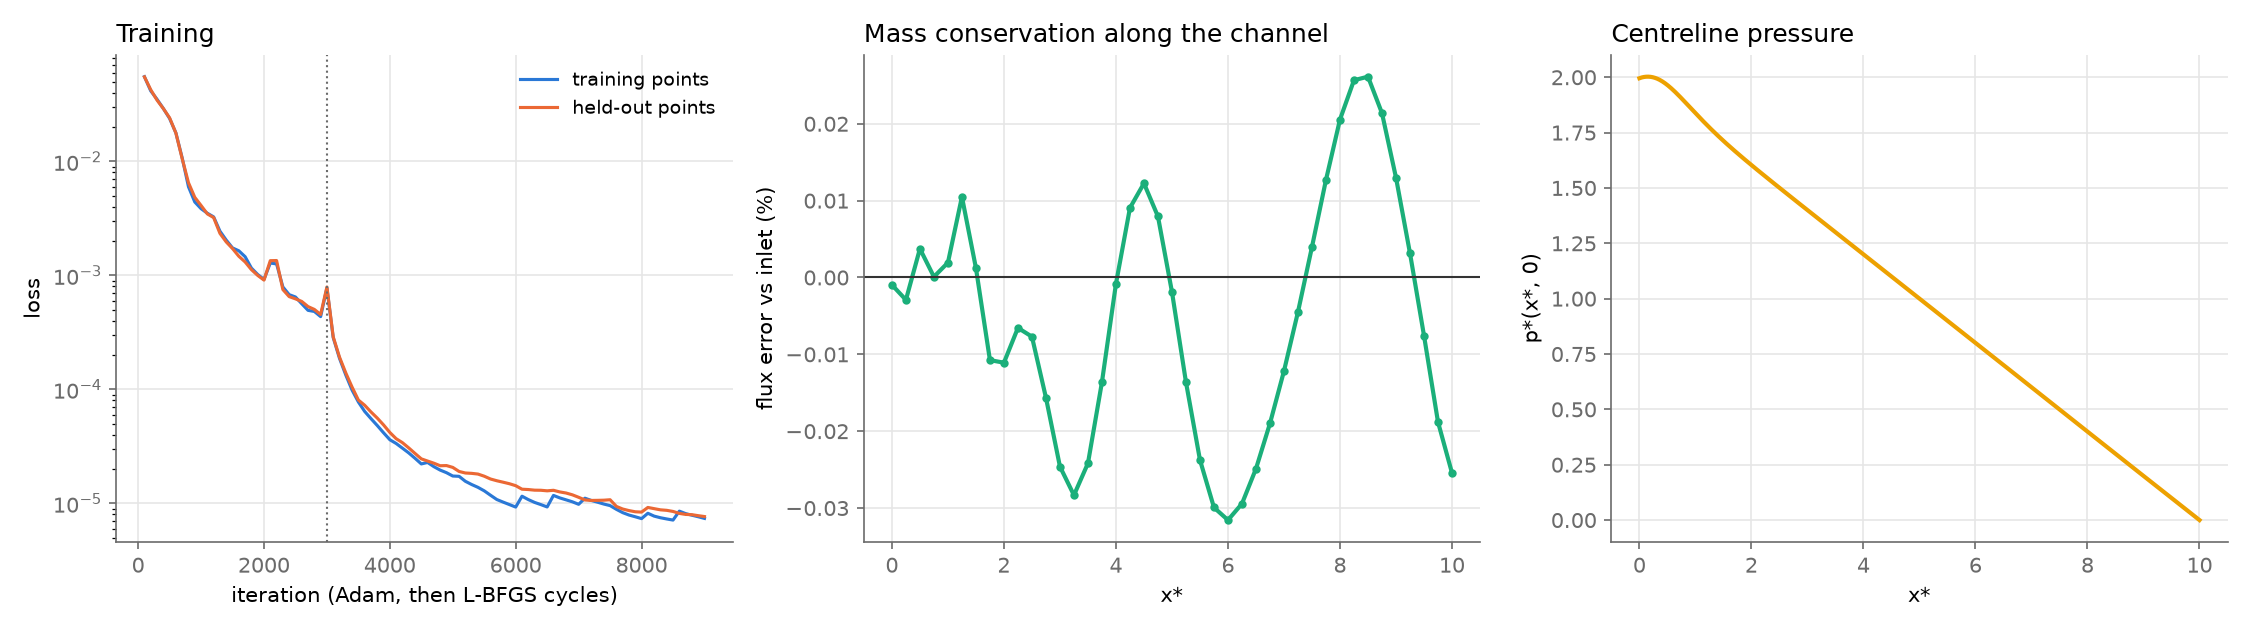 Training
loss
10⁻²
10⁻³
10⁻⁴
10⁻⁵
training points
held-out points
0 2000 4000 6000 8000
iteration (Adam, then L-BFGS cycles)
Mass conservation along the channel
flux error vs inlet (%)
0.02
0.01
0.00
−0.01
−0.02
−0.03
0 2 4 6 8 10
x*
Centreline pressure
p*(x*, 0)
2.00
1.75
1.50
1.25
1.00
0.75
0.50
0.25
0.00
0 2 4 6 8 10
x*